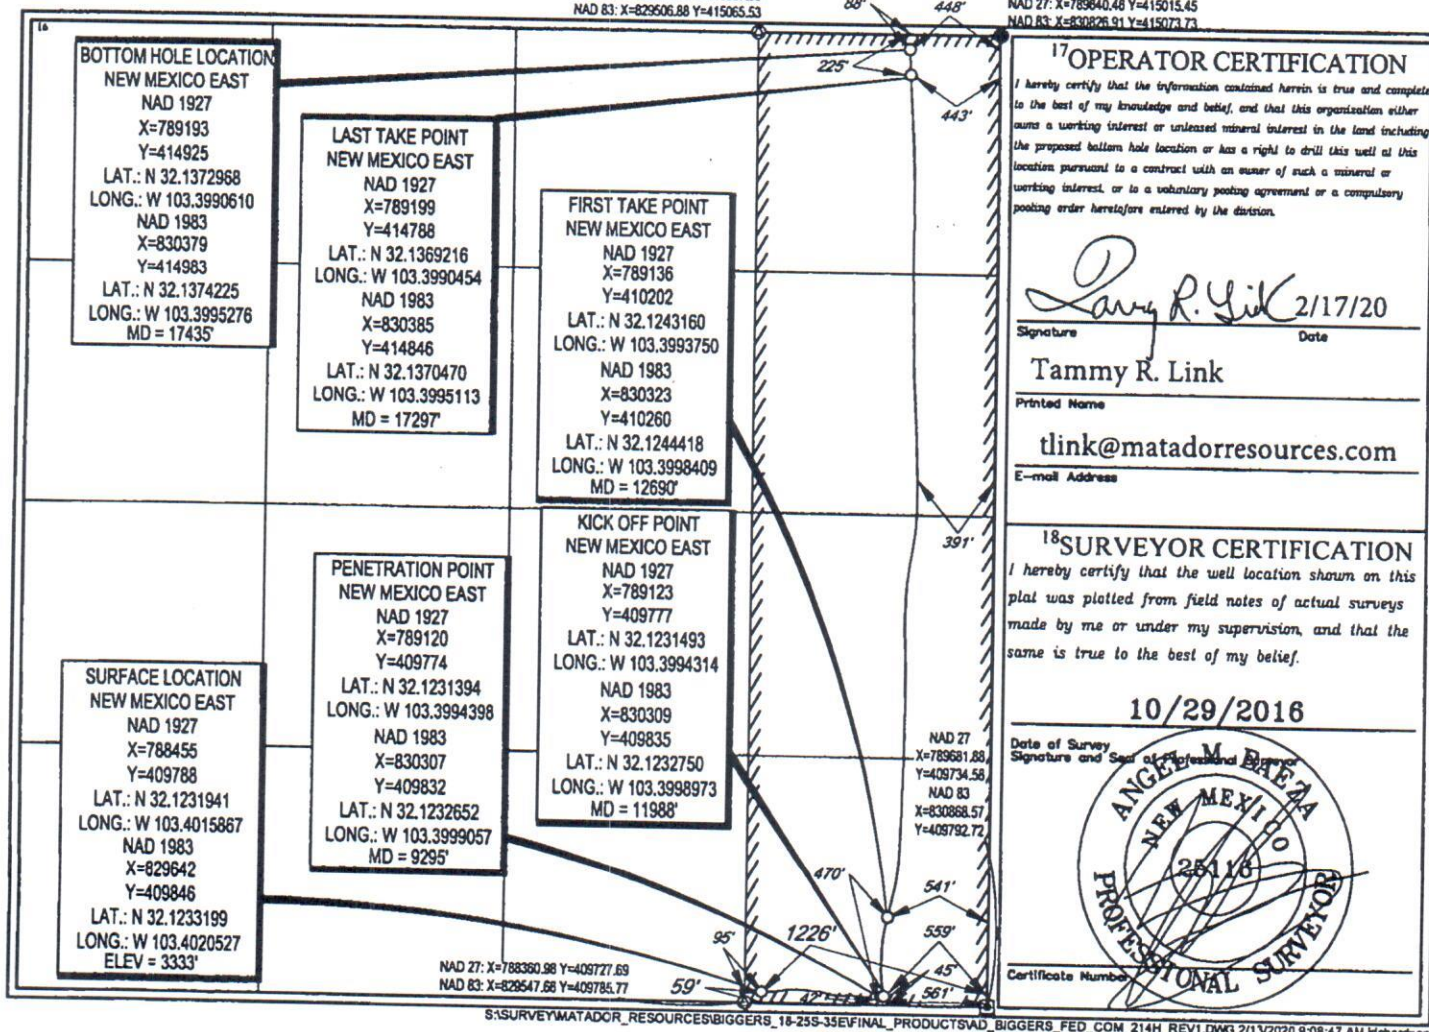 NAD 83: X=829506.88 Y=415065.53
88'
448'
NAD 27: X=789640.48 Y=415015.45
NAD 83: X=830826.91 Y=415073.73
16
BOTTOM HOLE LOCATION
NEW MEXICO EAST
NAD 1927
X=789193
Y=414925
LAT.: N 32.1372968
LONG.: W 103.3990610
NAD 1983
X=830379
Y=414983
LAT.: N 32.1374225
LONG.: W 103.3995276
MD = 17435'
LAST TAKE POINT
NEW MEXICO EAST
NAD 1927
X=789199
Y=414788
LAT.: N 32.1369216
LONG.: W 103.3990454
NAD 1983
X=830385
Y=414846
LAT.: N 32.1370470
LONG.: W 103.3995113
MD = 17297'
FIRST TAKE POINT
NEW MEXICO EAST
NAD 1927
X=789136
Y=410202
LAT.: N 32.1243160
LONG.: W 103.3993750
NAD 1983
X=830323
Y=410260
LAT.: N 32.1244418
LONG.: W 103.3998409
MD = 12690'
KICK OFF POINT
NEW MEXICO EAST
NAD 1927
X=789123
Y=409777
LAT.: N 32.1231493
LONG.: W 103.3994314
NAD 1983
X=830309
Y=409835
LAT.: N 32.1232750
LONG.: W 103.3998973
MD = 11988'
PENETRATION POINT
NEW MEXICO EAST
NAD 1927
X=789120
Y=409774
LAT.: N 32.1231394
LONG.: W 103.3994398
NAD 1983
X=830307
Y=409832
LAT.: N 32.1232652
LONG.: W 103.3999057
MD = 9295'
SURFACE LOCATION
NEW MEXICO EAST
NAD 1927
X=788455
Y=409788
LAT.: N 32.1231941
LONG.: W 103.4015867
NAD 1983
X=829642
Y=409846
LAT.: N 32.1233199
LONG.: W 103.4020527
ELEV = 3333'
225'
443'
391'
NAD 27
X=789681.88
Y=409734.58
NAD 83
X=830868.57
Y=409792.72
470'
541'
95'
1226'
559'
45'
59'
42'
561'
NAD 27: X=788360.98 Y=409727.69
NAD 83: X=829547.66 Y=409785.77
17 OPERATOR CERTIFICATION
I hereby certify that the information contained herein is true and complete
to the best of my knowledge and belief, and that this organization either
owns a working interest or unleased mineral interest in the land including
the proposed bottom hole location or has a right to drill this well at this
location pursuant to a contract with an owner of such a mineral or
working interest, or to a voluntary pooling agreement or a compulsory
pooling order heretofore entered by the division.
2/17/20
Signature Date
Tammy R. Link
Printed Name
tlink@matadorresources.com
E-mail Address
18 SURVEYOR CERTIFICATION
I hereby certify that the well location shown on this
plat was plotted from field notes of actual surveys
made by me or under my supervision, and that the
same is true to the best of my belief.
10/29/2016
Date of Survey
Signature and Seal of Professional Surveyor
ANGEL M. BAEZA
NEW MEXICO
PROFESSIONAL SURVEYOR
Certificate Number
S:\SURVEY\MATADOR_RESOURCES\BIGGERS_18-25S-35E\FINAL_PRODUCTS\AD_BIGGERS_FED_COM_214H_REV1.DWG 2/13/2020 9:08:47 AM